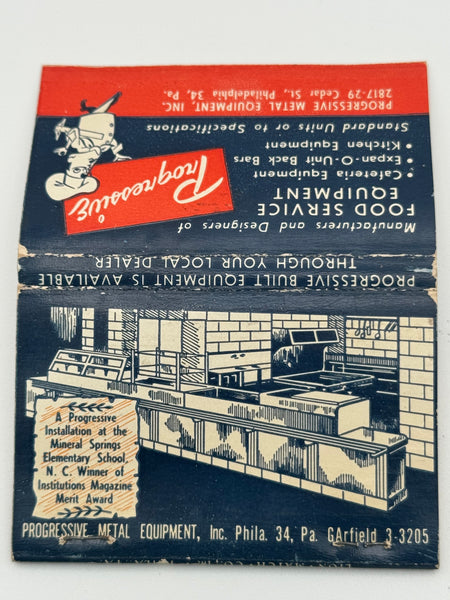 PROGRESSIVE METAL EQUIPMENT, INC.
2817-29 Cedar St., Philadelphia 34, Pa.
Progressive
Manufacturers and Designers of
FOOD SERVICE
EQUIPMENT
• Cafeteria Equipment
• Expan-O-Unit Back Bars
• Kitchen Equipment
Standard Units or to Specifications
PROGRESSIVE BUILT EQUIPMENT IS AVAILABLE
THROUGH YOUR LOCAL DEALER
A Progressive
Installation at the
Mineral Springs
Elementary School,
N. C. Winner of
Institutions Magazine
Merit Award
PROGRESSIVE METAL EQUIPMENT, Inc. Phila. 34, Pa. GArfield 3-3205